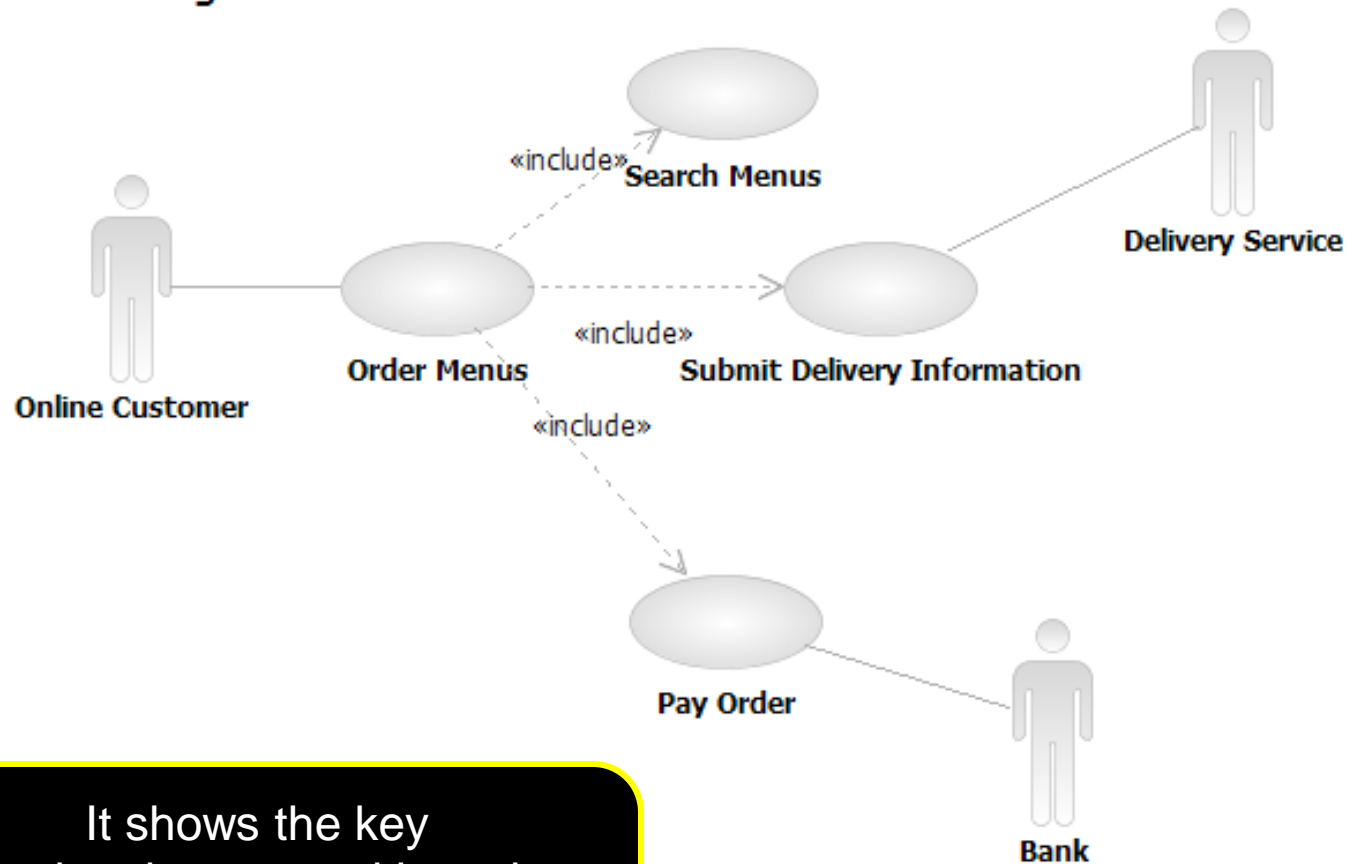 «include»
Search Menus
Delivery Service
Order Menus
«include»
Submit Delivery Information
Online Customer
«include»
Pay Order
It shows the key
Bank